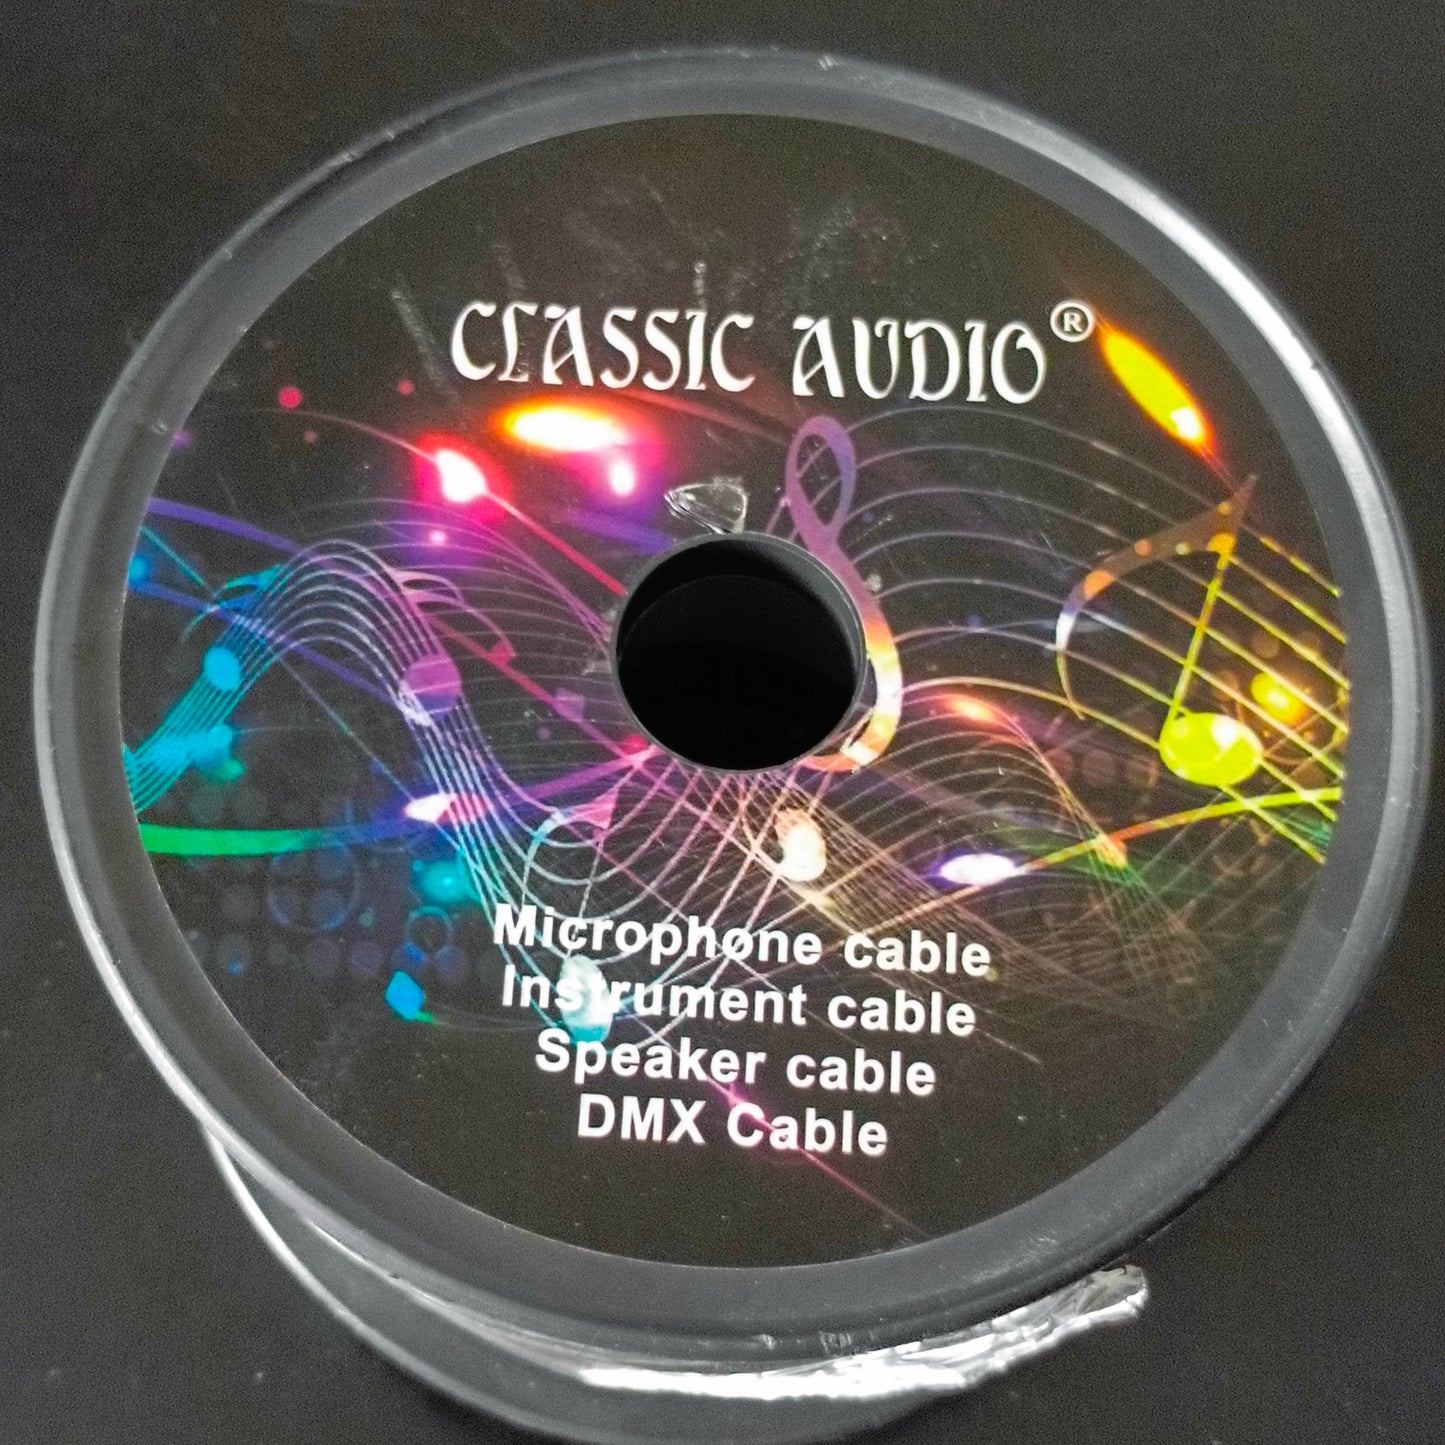 CLASSIC AUDIO®
Microphone cable
Instrument cable
Speaker cable
DMX Cable